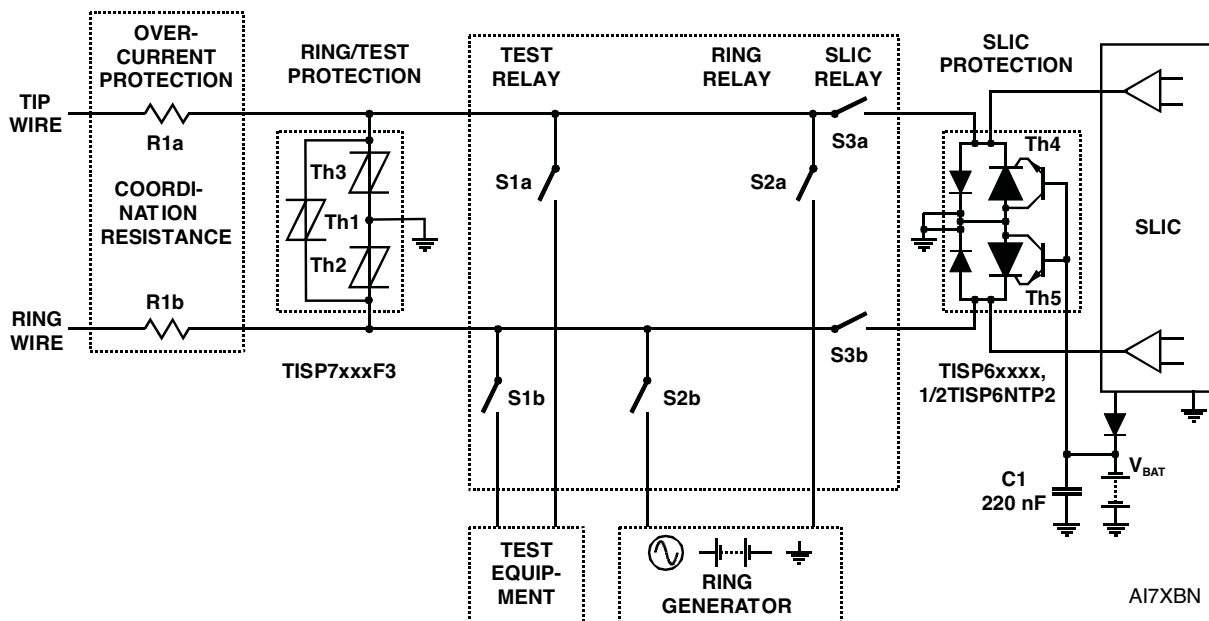 OVER-
CURRENT
PROTECTION
RING/TEST
PROTECTION
TEST
RELAY
RING
RELAY
SLIC
RELAY
SLIC
PROTECTION
TIP
WIRE
R1a
COORDI-
NATION
RESISTANCE
R1b
RING
WIRE
Th3
Th1
Th2
TISP7xxxF3
S1a
S2a
S3a
S1b
S2b
S3b
Th4
Th5
SLIC
TISP6xxxx,
1/2TISP6NTP2
C1
220 nF
VBAT
TEST
EQUIP-
MENT
RING
GENERATOR
AI7XBN